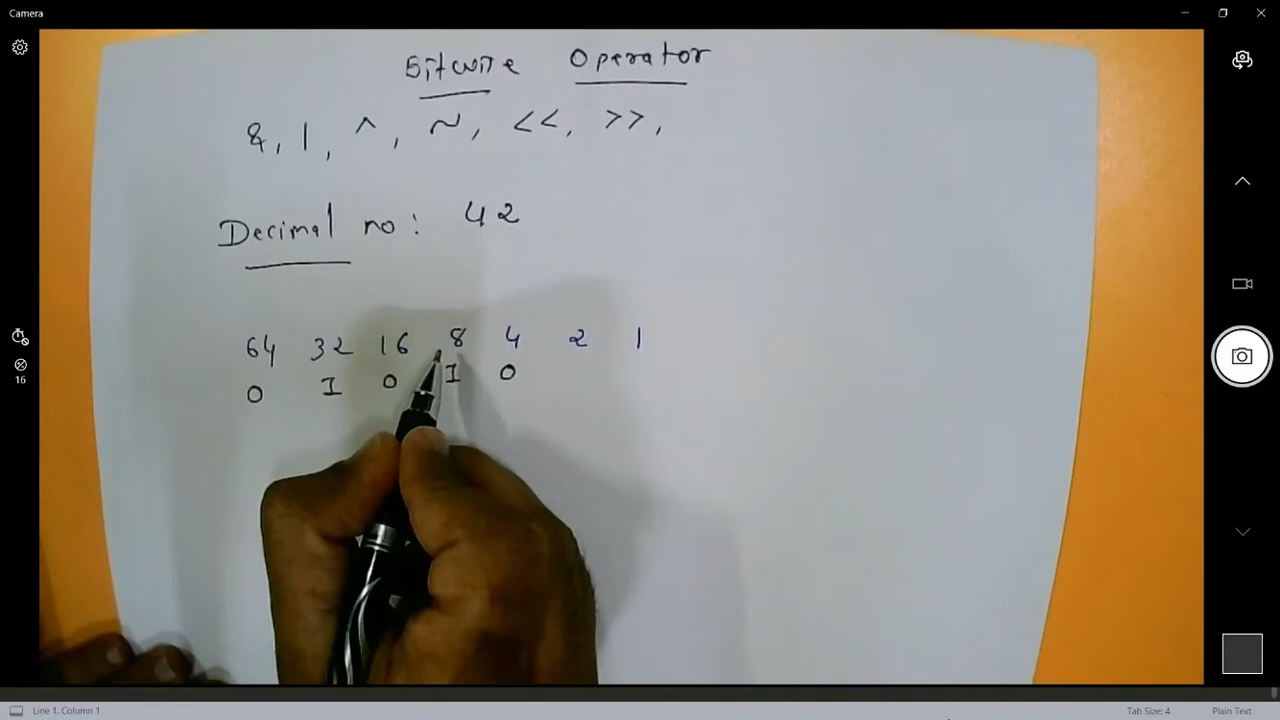 Camera
Bitwise Operator
&, |, ^, ~, <<, >>,
Decimal no: 42
64 32 16 8 4 2 1
0 1 0 1 0
16
Line 1, Column 1
Tab Size: 4
Plain Text